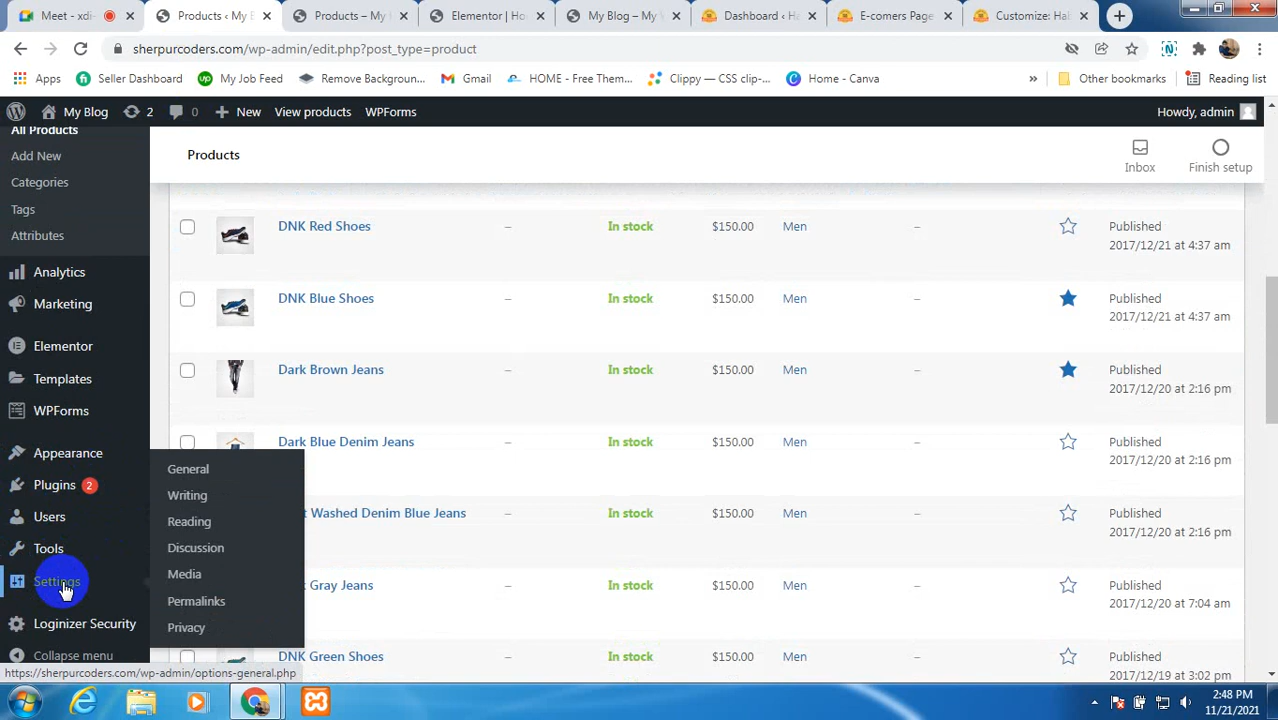 Meet - xdi
Products ‹ My B
Products – My
Elementor | Ho
My Blog – My
Dashboard ‹ Ha
E-comers Page
Customize: Hal
sherpurcoders.com/wp-admin/edit.php?post_type=product
Apps Seller Dashboard My Job Feed Remove Backgroun... Gmail HOME - Free Them... Clippy — CSS clip-... Home - Canva » Other bookmarks Reading list
My Blog 2 0 New View products WPForms Howdy, admin
All Products
Add New
Categories
Tags
Attributes
Analytics
Marketing
Elementor
Templates
WPForms
Appearance
Plugins 2
Users
Tools
Settings
Loginizer Security
Collapse menu
General
Writing
Reading
Discussion
Media
Permalinks
Privacy
Products
Inbox
Finish setup
DNK Red Shoes – In stock $150.00 Men – Published
2017/12/21 at 4:37 am
DNK Blue Shoes – In stock $150.00 Men – Published
2017/12/21 at 4:37 am
Dark Brown Jeans – In stock $150.00 Men – Published
2017/12/20 at 2:16 pm
Dark Blue Denim Jeans – In stock $150.00 Men – Published
2017/12/20 at 2:16 pm
Washed Denim Blue Jeans – In stock $150.00 Men – Published
2017/12/20 at 2:16 pm
Gray Jeans – In stock $150.00 Men – Published
2017/12/20 at 7:04 am
DNK Green Shoes – In stock $150.00 Men – Published
2017/12/19 at 3:02 pm
https://sherpurcoders.com/wp-admin/options-general.php
2:48 PM
11/21/2021